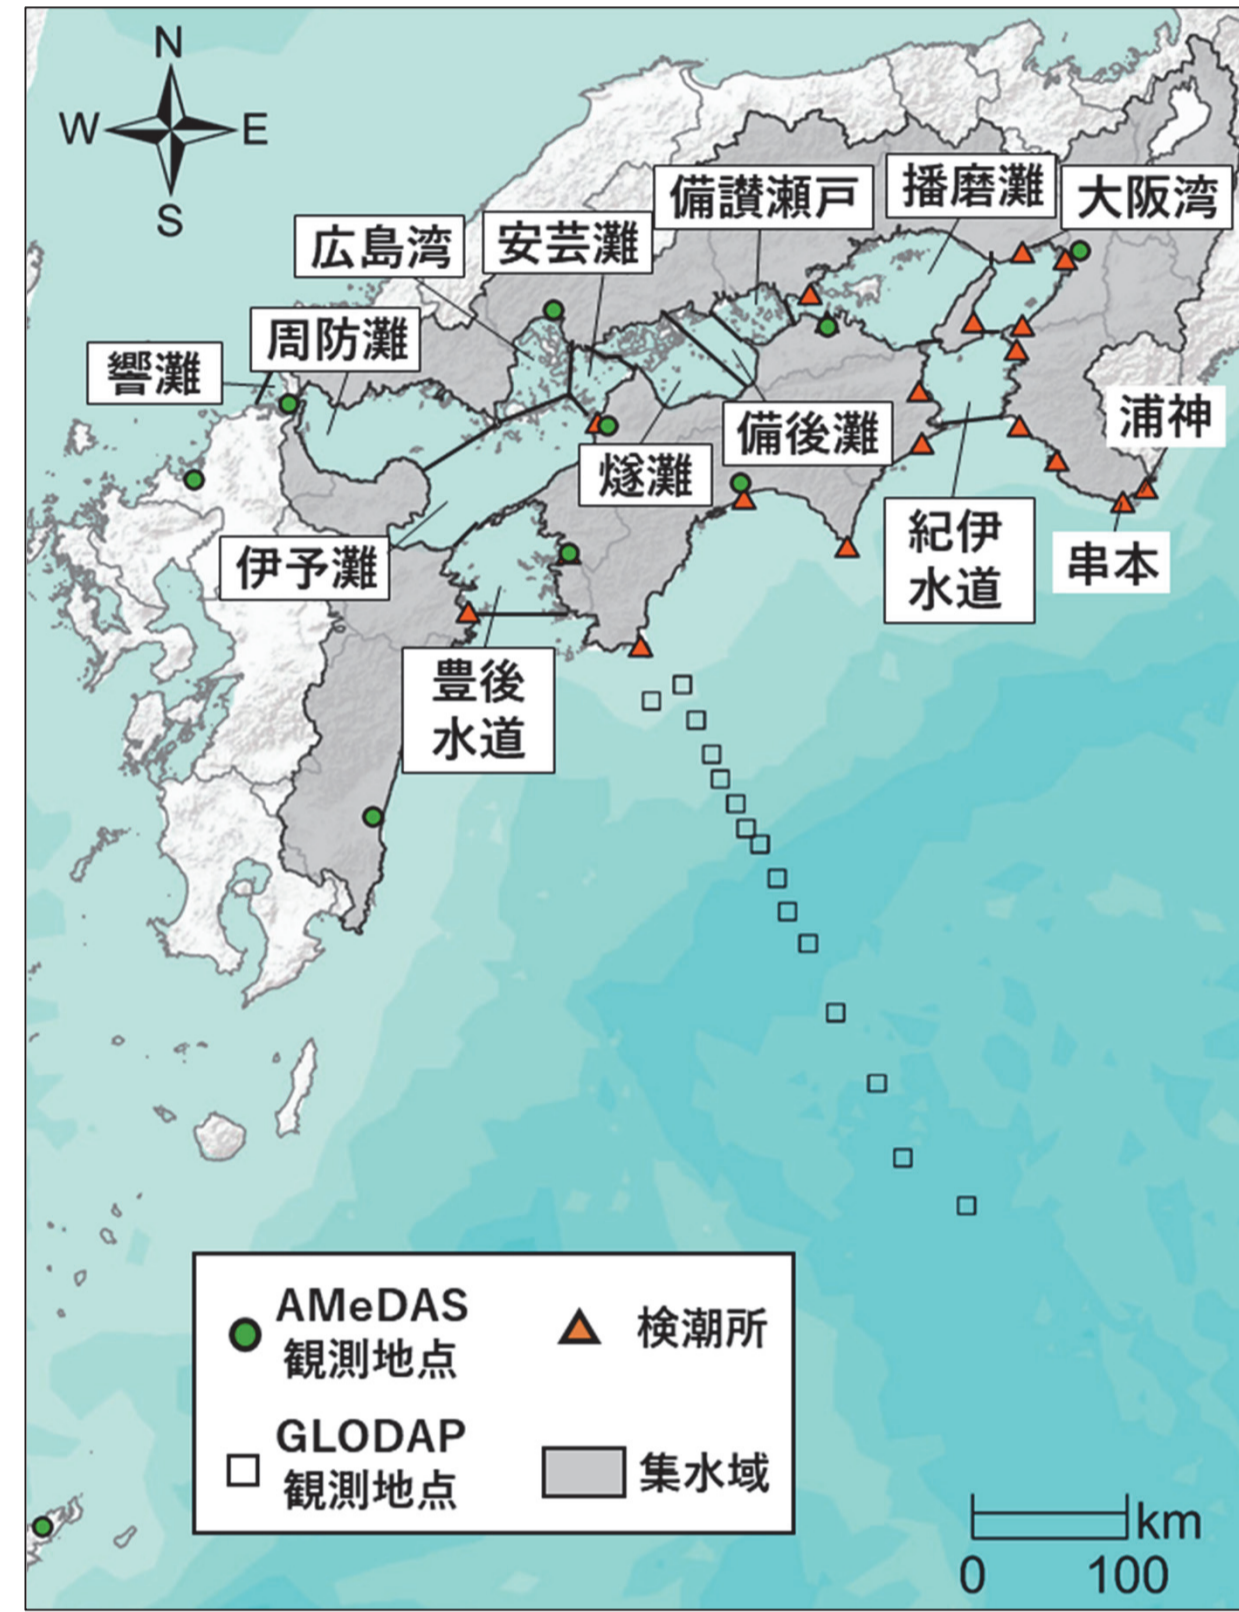 N
W E
S
備讃瀬戸
播磨灘
大阪湾
広島湾
安芸灘
周防灘
響灘
浦神
備後灘
燧灘
紀伊
水道
串本
伊予灘
豊後
水道
AMeDAS
観測地点
検潮所
GLODAP
観測地点
集水域
km
0 100